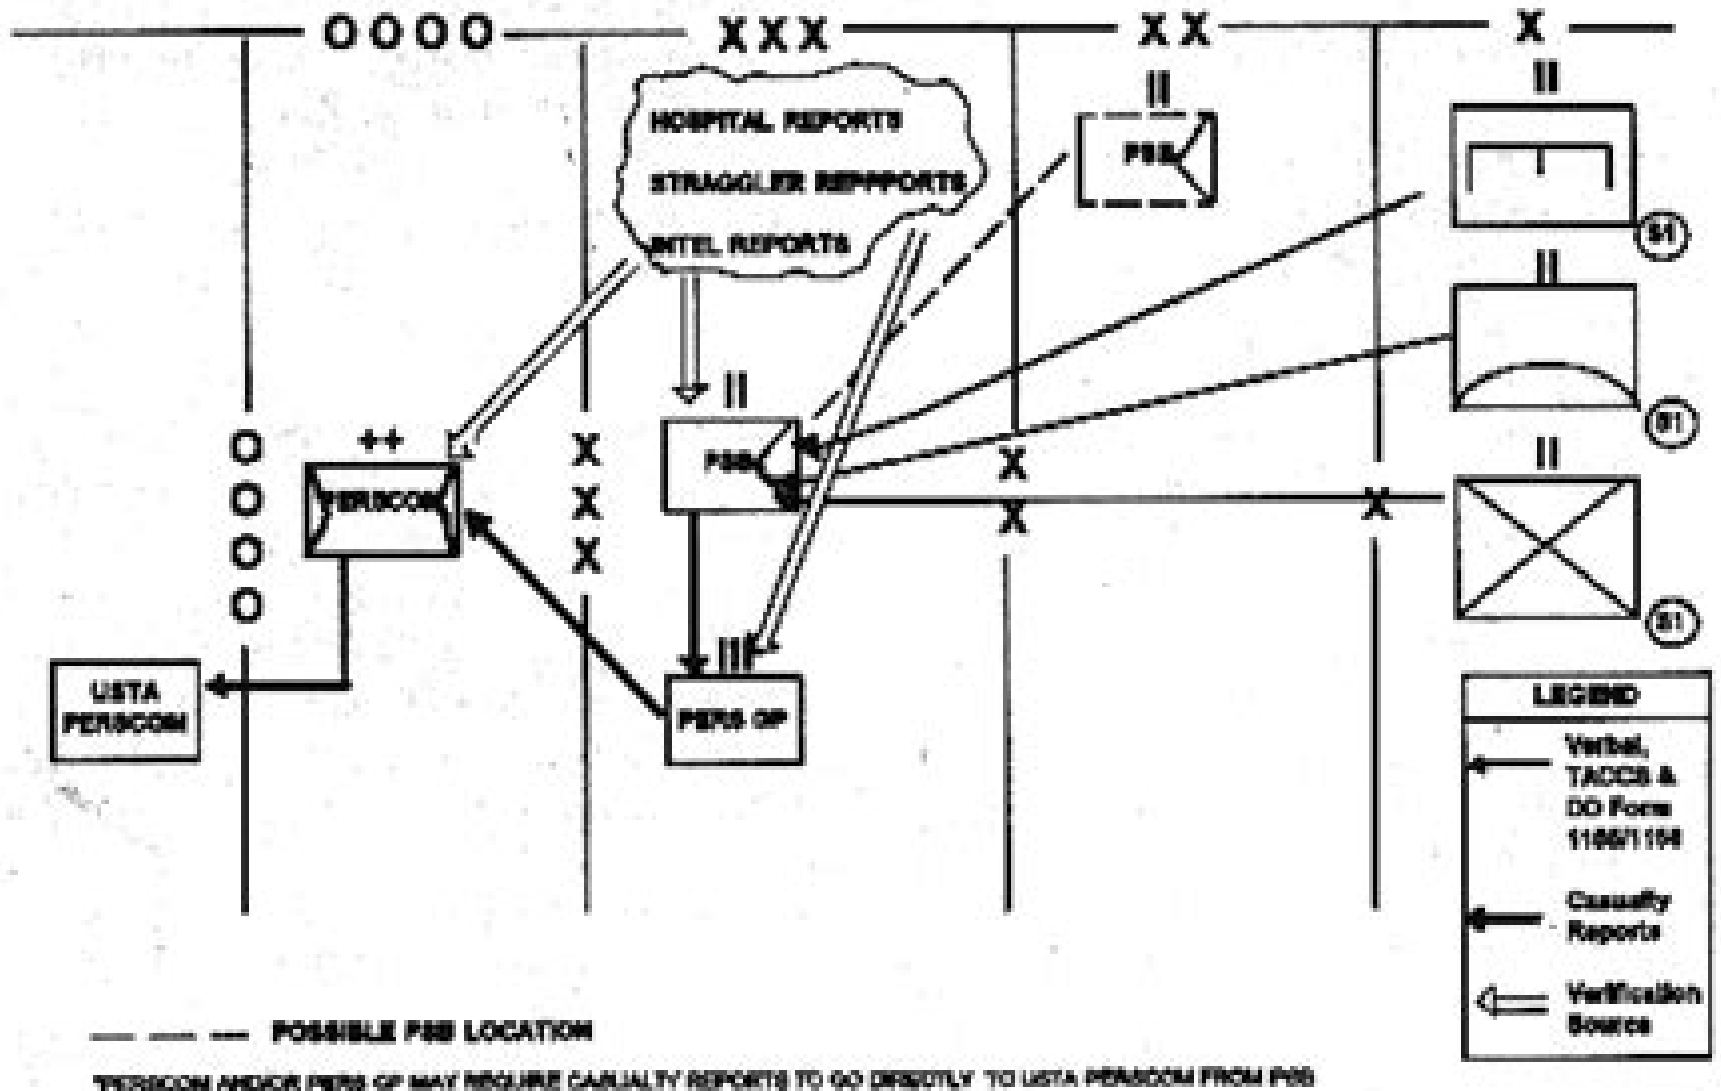 OOOO XXX XX X
HOSPITAL REPORTS
STRAGGLER REPPPORTS
INTEL REPORTS
II
PSB
II
II
S1
II
PSB
++
PERSCOM
O
O
O
O
X
X
X
X
X
X
II
S1
III
PERS GP
USTA
PERSCOM
LEGEND
Verbal,
TACCS &
DD Form
Casualty
Reports
Verification
Source
POSSIBLE PSB LOCATION
*PERSCOM AND/OR PERS GP MAY REQUIRE CASUALTY REPORTS TO GO DIRECTLY TO USTA PERSCOM FROM PSB